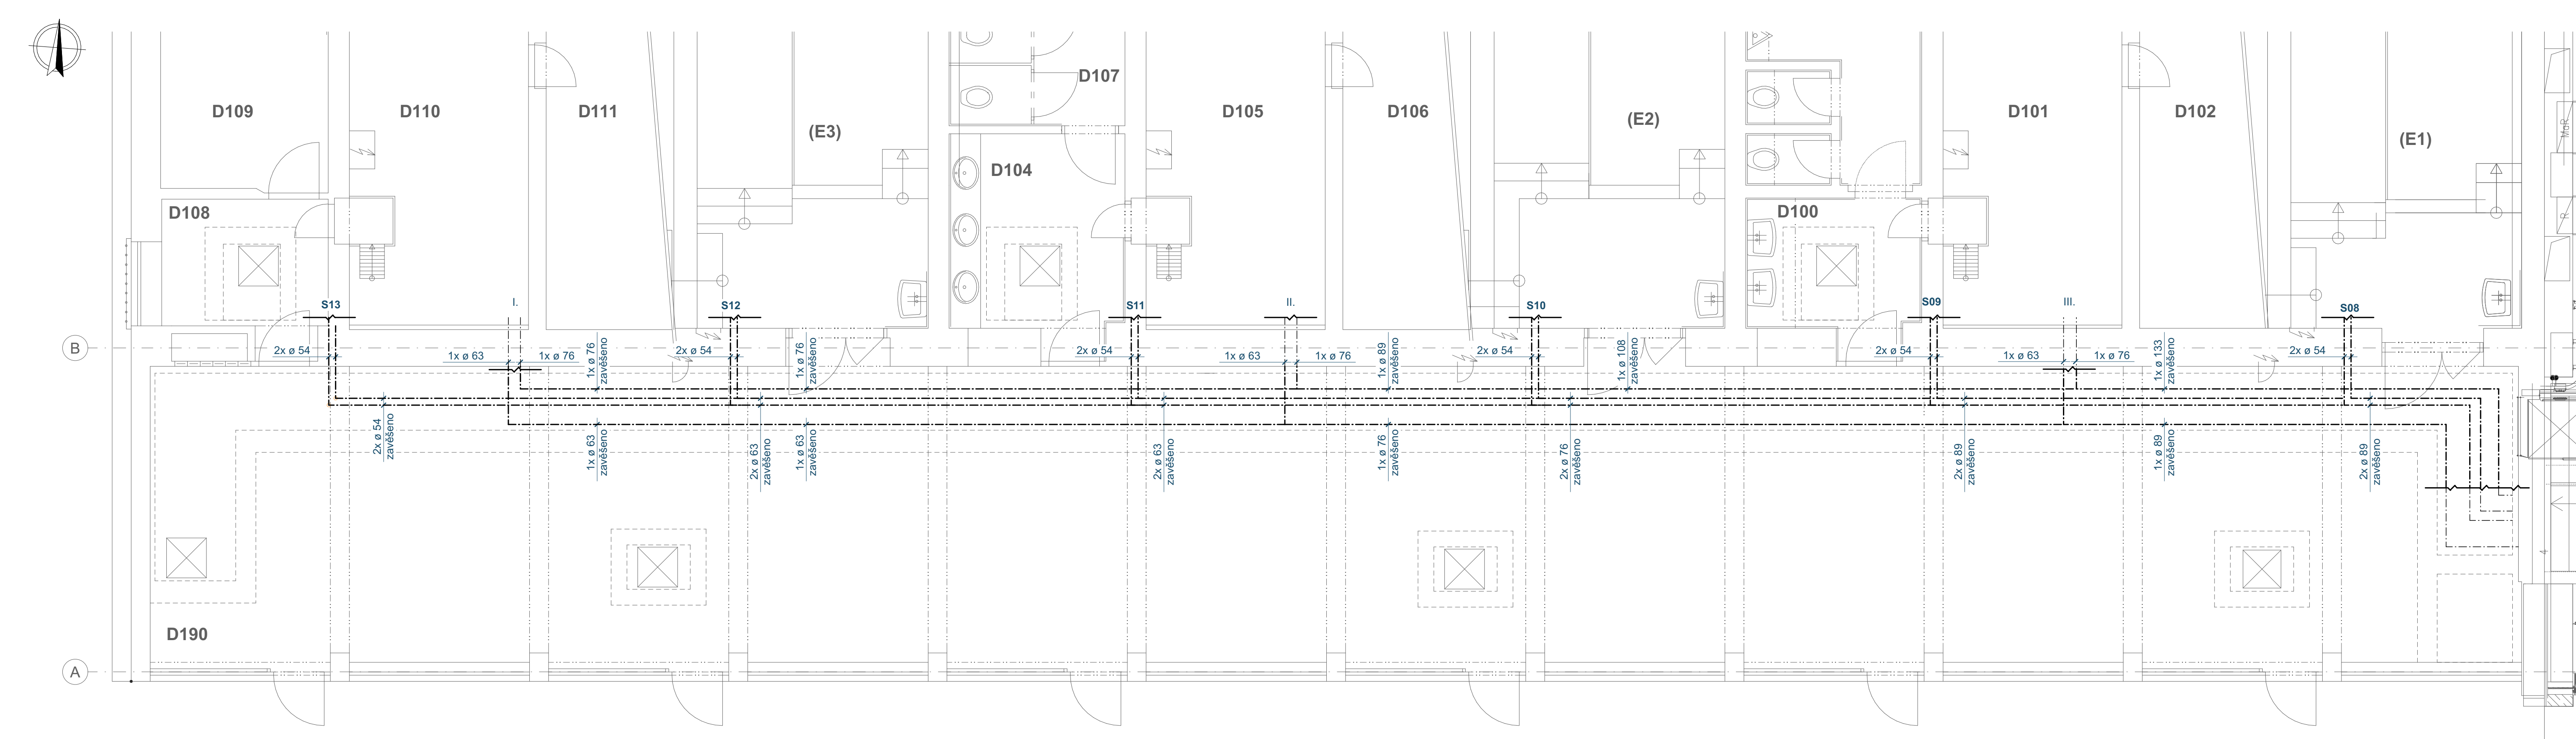 D107
D109
D110
D111
D105
D106
D101
D102
(E3)
(E2)
(E1)
MaR
D104
D108
D100
R
S13
I.
S12
S11
II.
S10
S09
III.
S08
B
2x ø 54
1x ø 63
1x ø 76
1x ø 76
zavěšeno
2x ø 54
1x ø 76
zavěšeno
2x ø 54
1x ø 63
1x ø 76
1x ø 89
zavěšeno
2x ø 54
1x ø 108
zavěšeno
2x ø 54
1x ø 63
1x ø 76
1x ø 133
zavěšeno
2x ø 54
2x ø 54
zavěšeno
1x ø 63
zavěšeno
2x ø 63
zavěšeno
1x ø 63
zavěšeno
2x ø 63
zavěšeno
1x ø 76
zavěšeno
2x ø 76
zavěšeno
2x ø 89
zavěšeno
1x ø 89
zavěšeno
2x ø 89
zavěšeno
D190
A